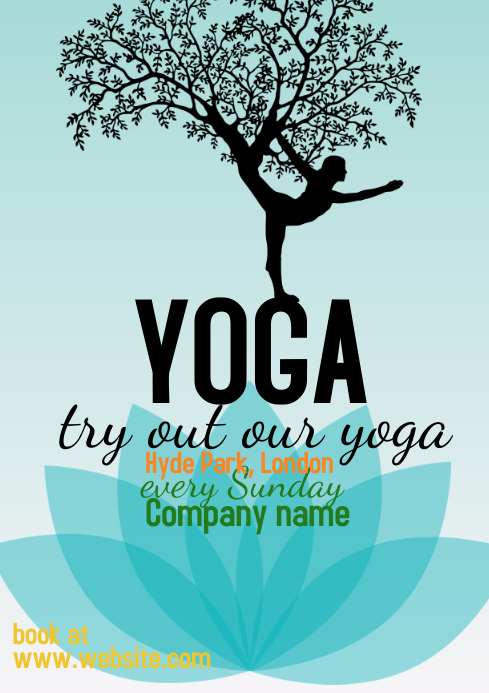 YOGA
try out our yoga
Hyde Park, London
every Sunday
Company name
book at
www.website.com